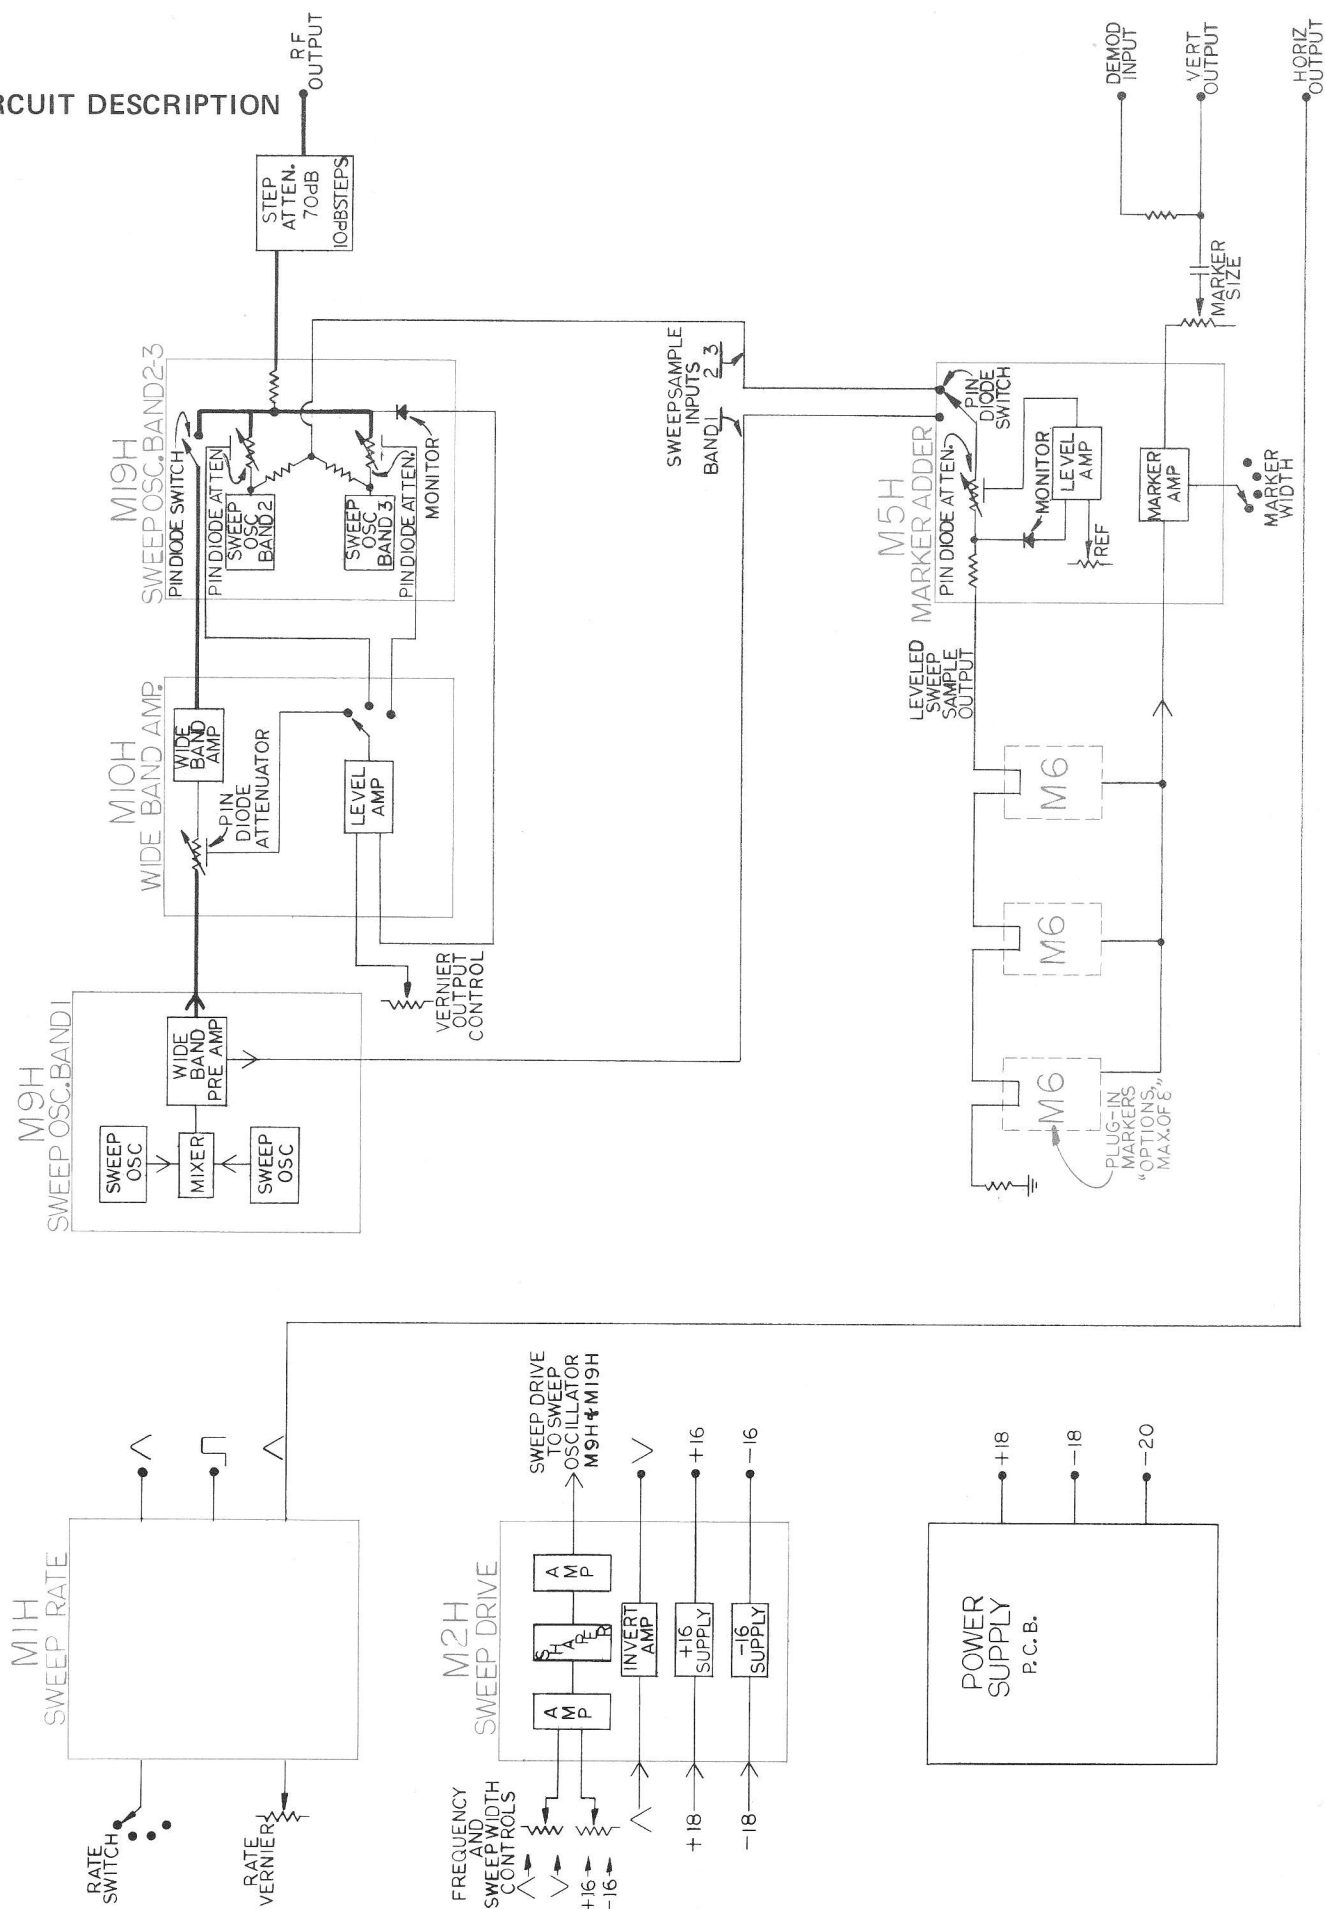 RCUIT DESCRIPTION
RF
OUTPUT
STEP
ATTEN.
70dB
10dBSTEPS
M19H
SWEEP OSC. BAND2-3
PIN DIODE SWITCH
PIN DIODE ATTEN
SWEEP
OSC
BAND 2
SWEEP
OSC
BAND 3
PIN DIODE ATTEN.
MONITOR
M10H
WIDE BAND AMP.
WIDE
BAND
AMP
PIN
DIODE
ATTENUATOR
LEVEL
AMP
M9H
SWEEP OSC. BAND 1
SWEEP
OSC
MIXER
SWEEP
OSC
WIDE
BAND
PRE AMP
VERNIER
OUTPUT
CONTROL
SWEEPSAMPLE
INPUTS
BAND 1
2 3
DEMOD
INPUT
VERT
OUTPUT
HORIZ
OUTPUT
MARKER
SIZE
M5H
MARKER ADDER
PIN DIODE ATTEN.
PIN
DIODE
SWITCH
MONITOR
LEVEL
AMP
REF
MARKER
AMP
MARKER
WIDTH
LEVELED
SWEEP
SAMPLE
OUTPUT
M6
M6
M6
PLUG-IN
MARKERS
"OPTIONS,"
MAX. OF 8
M1H
SWEEP RATE
RATE
SWITCH
RATE
VERNIER
M2H
SWEEP DRIVE
FREQUENCY
AND
SWEEPWIDTH
CONTROLS
+16
-16
AMP
SHAPER
AMP
SWEEP DRIVE
TO SWEEP
OSCILLATOR
M9H & M19H
INVERT
AMP
+18
+16
SUPPLY
+16
-18
-16
SUPPLY
-16
POWER
SUPPLY
P.C.B.
+18
-18
-20